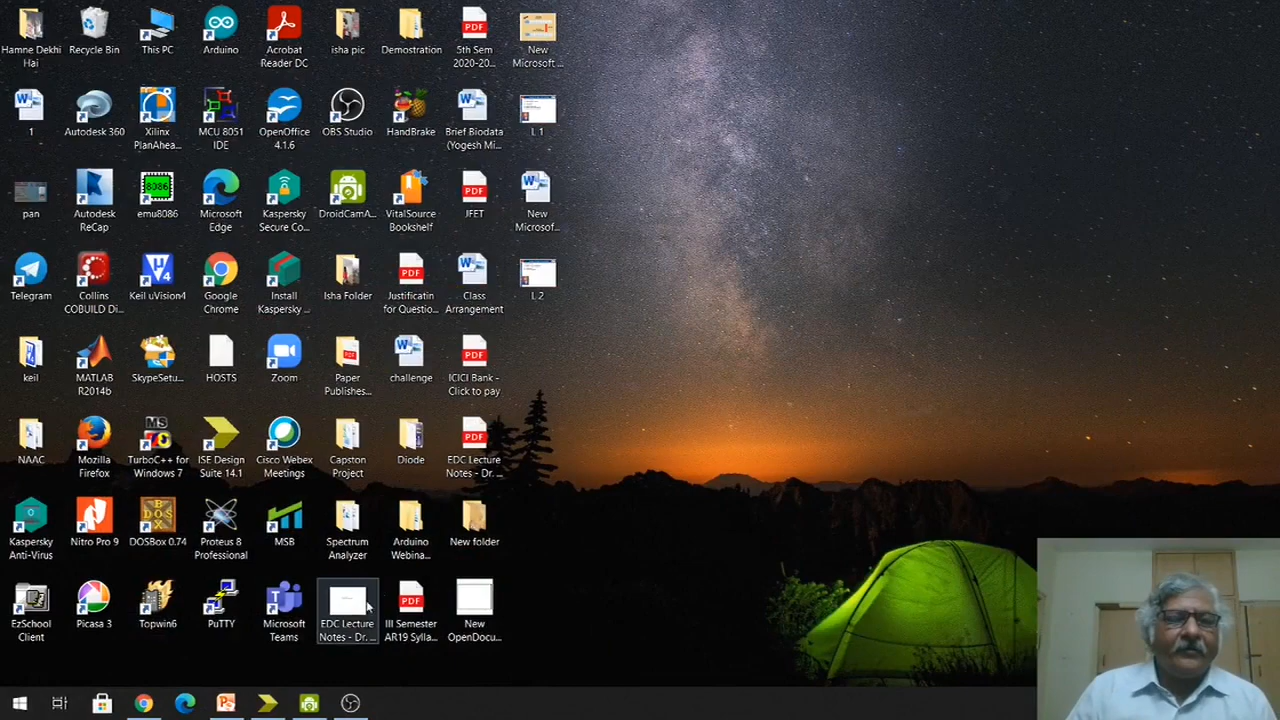 Hamne Dekhi
Hai
Recycle Bin
This PC
Arduino
Acrobat
Reader DC
isha pic
Demostration
5th Sem
2020-20...
New
Microsoft ...
1
Autodesk 360
Xilinx
PlanAhea...
MCU 8051
IDE
OpenOffice
4.1.6
OBS Studio
HandBrake
Brief Biodata
(Yogesh Mi...
L 1
pan
Autodesk
ReCap
emu8086
Microsoft
Edge
Kaspersky
Secure Co...
DroidCamA...
VitalSource
Bookshelf
JFET
New
Microsof...
Telegram
Collins
COBUILD Di...
Keil uVision4
Google
Chrome
Install
Kaspersky ...
Isha Folder
Justificatin
for Questio...
Class
Arrangement
L 2
keil
MATLAB
R2014b
SkypeSetu...
HOSTS
Zoom
Paper
Publishes...
challenge
ICICI Bank -
Click to pay
NAAC
Mozilla
Firefox
TurboC++ for
Windows 7
ISE Design
Suite 14.1
Cisco Webex
Meetings
Capston
Project
Diode
EDC Lecture
Notes - Dr. ...
Kaspersky
Anti-Virus
Nitro Pro 9
DOSBox 0.74
Proteus 8
Professional
MSB
Spectrum
Analyzer
Arduino
Webina...
New folder
EzSchool
Client
Picasa 3
Topwin6
PuTTY
Microsoft
Teams
EDC Lecture
Notes - Dr. ...
III Semester
AR19 Sylla...
New
OpenDocu...